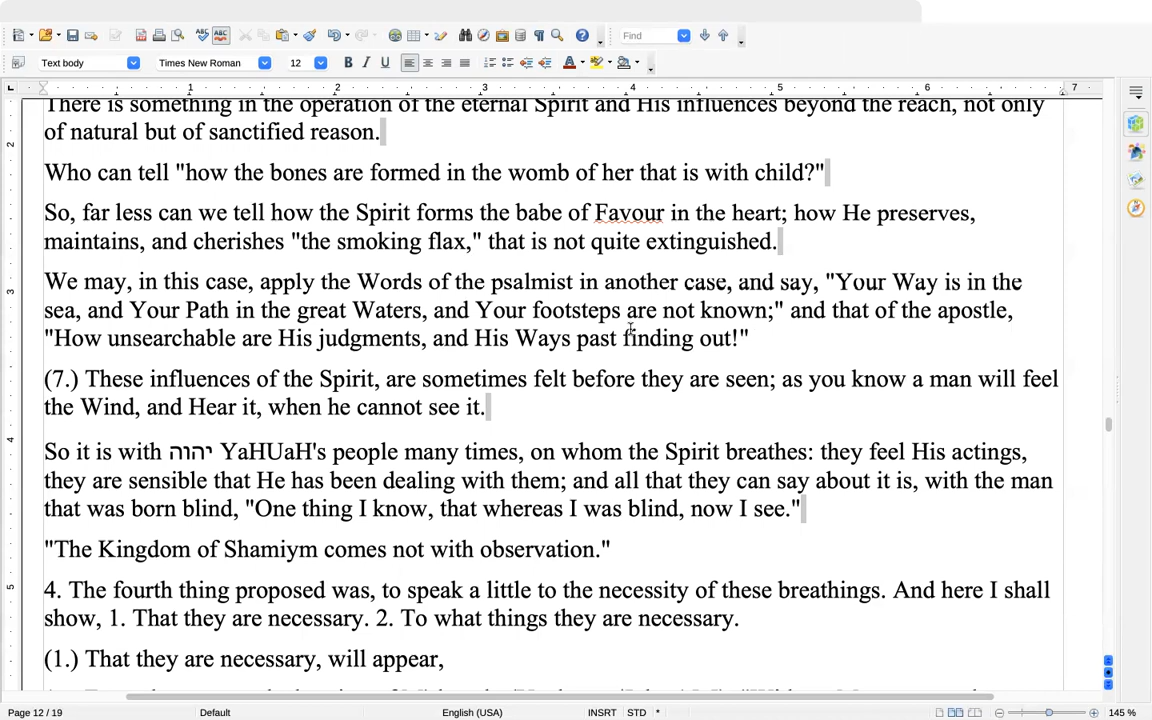 Find
Text body
Times New Roman
12
1 2 3 4 5 6 7
There is something in the operation of the eternal Spirit and His influences beyond the reach, not only
of natural but of sanctified reason.
Who can tell "how the bones are formed in the womb of her that is with child?"
So, far less can we tell how the Spirit forms the babe of Favour in the heart; how He preserves,
maintains, and cherishes "the smoking flax," that is not quite extinguished.
We may, in this case, apply the Words of the psalmist in another case, and say, "Your Way is in the
sea, and Your Path in the great Waters, and Your footsteps are not known;" and that of the apostle,
"How unsearchable are His judgments, and His Ways past finding out!"
(7.) These influences of the Spirit, are sometimes felt before they are seen; as you know a man will feel
the Wind, and Hear it, when he cannot see it.
So it is with יהוה YaHUaH's people many times, on whom the Spirit breathes: they feel His actings,
they are sensible that He has been dealing with them; and all that they can say about it is, with the man
that was born blind, "One thing I know, that whereas I was blind, now I see."
"The Kingdom of Shamiym comes not with observation."
4. The fourth thing proposed was, to speak a little to the necessity of these breathings. And here I shall
show, 1. That they are necessary. 2. To what things they are necessary.
(1.) That they are necessary, will appear,
Page 12 / 19
Default
English (USA)
INSRT
STD
*
145 %